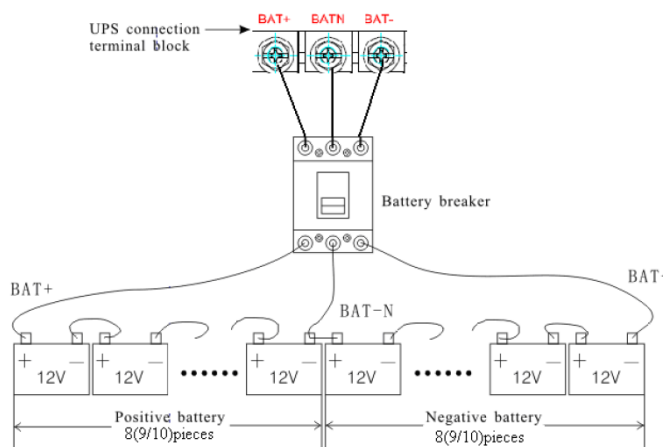 BAT+ BATN BAT-
UPS connection
terminal block
Battery breaker
BAT+
BAT-
BAT-N
+ — + — + — + — + — + —
12V 12V 12V 12V 12V 12V
Positive battery
8(9/10)pieces
Negative battery
8(9/10)pieces